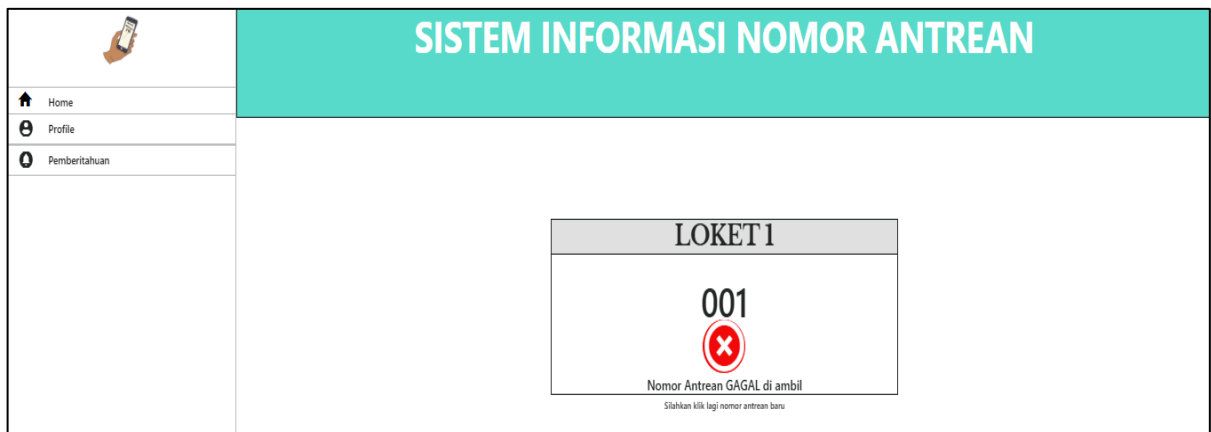 SISTEM INFORMASI NOMOR ANTREAN
Home
Profile
Pemberitahuan
LOKET 1
001
Nomor Antrean GAGAL di ambil
Silahkan klik lagi nomor antrean baru